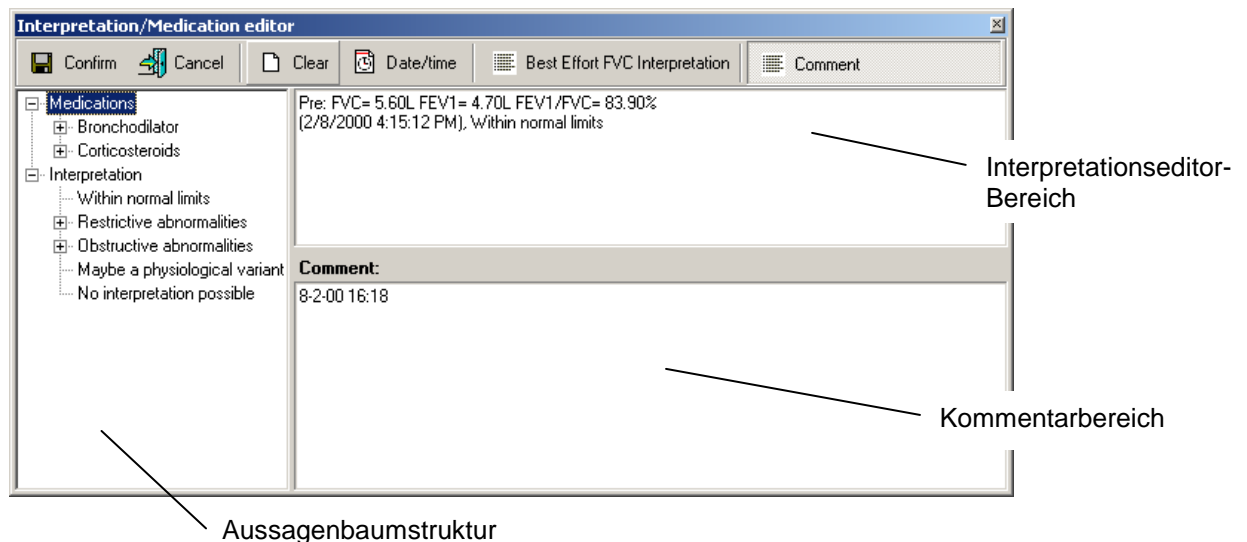 Interpretation/Medication editor
Confirm Cancel Clear Date/time Best Effort FVC Interpretation Comment
Medications
Bronchodilator
Corticosteroids
Interpretation
Within normal limits
Restrictive abnormalities
Obstructive abnormalities
Maybe a physiological variant
No interpretation possible
Pre: FVC= 5.60L FEV1= 4.70L FEV1/FVC= 83.90%
(2/8/2000 4:15:12 PM), Within normal limits
Comment:
8-2-00 16:18
Interpretationseditor-
Bereich
Kommentarbereich
Aussagenbaumstruktur